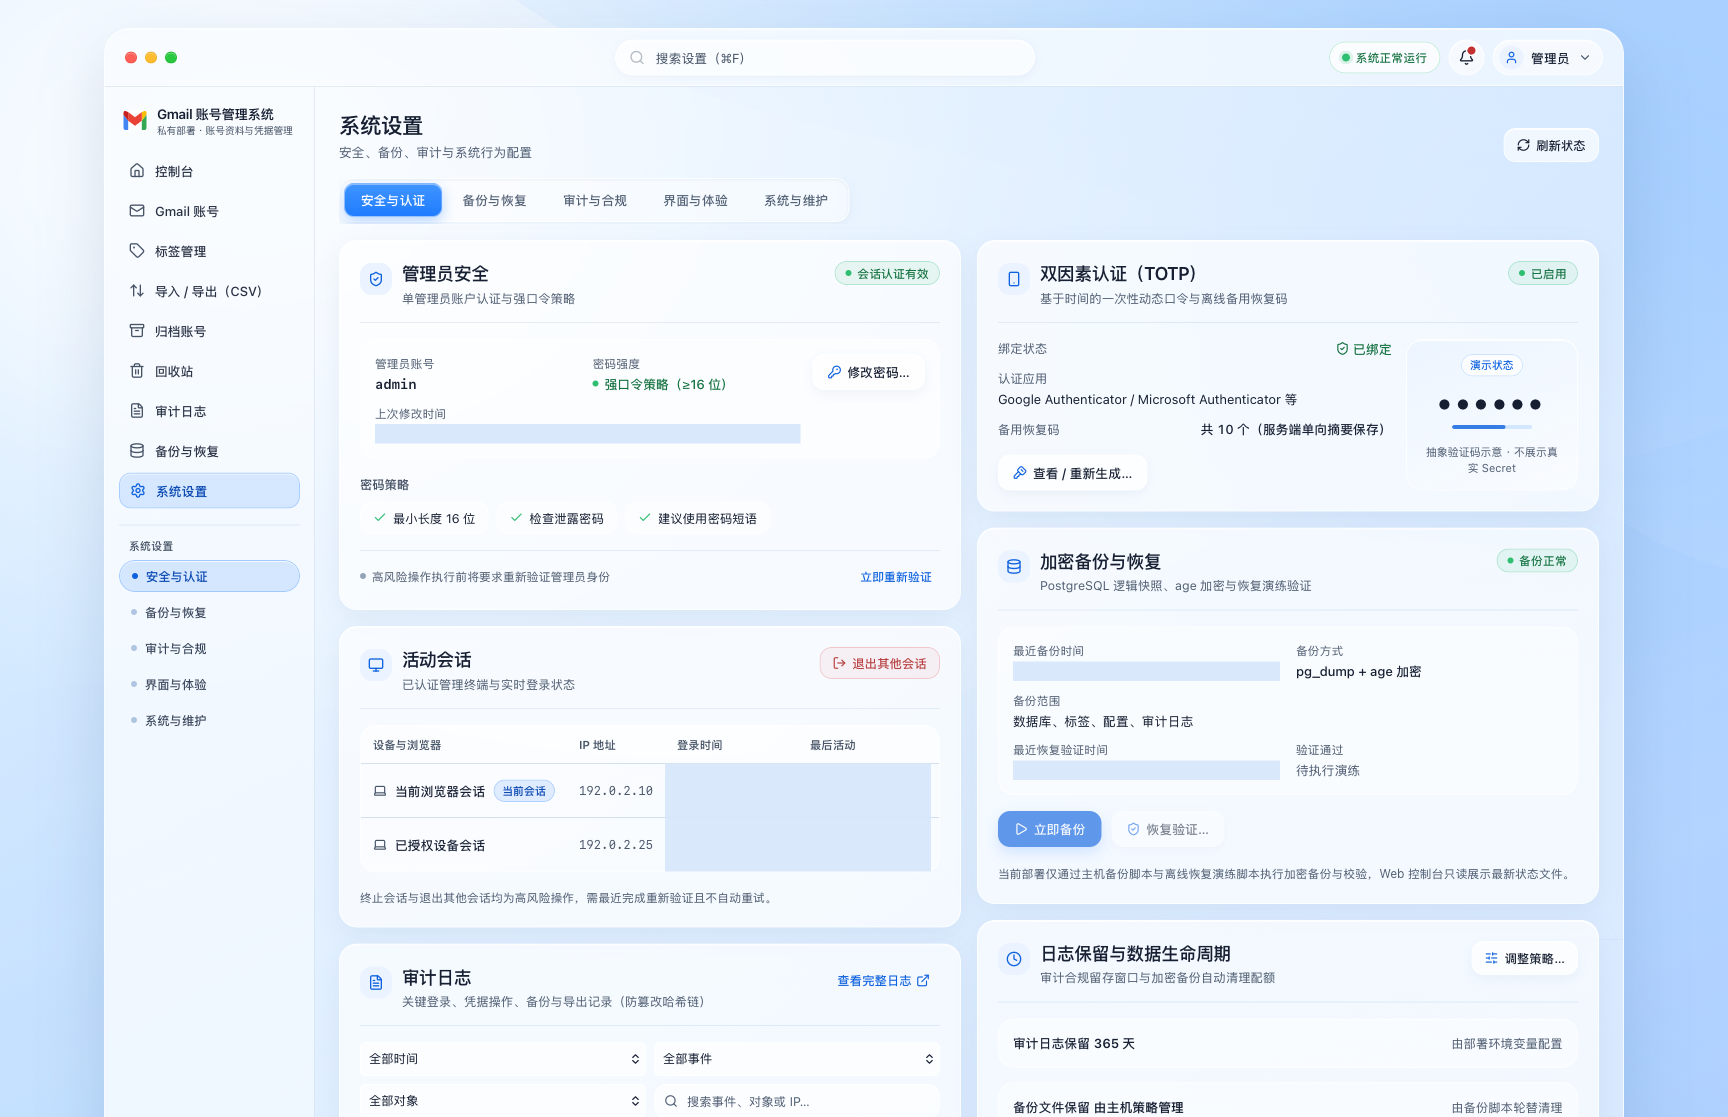 搜索设置（⌘F）
系统正常运行
管理员
Gmail 账号管理系统
私有部署 · 账号资料与凭据管理
控制台
Gmail 账号
标签管理
导入 / 导出（CSV）
归档账号
回收站
审计日志
备份与恢复
系统设置
系统设置
安全与认证
备份与恢复
审计与合规
界面与体验
系统与维护
系统设置
安全、备份、审计与系统行为配置
刷新状态
安全与认证
备份与恢复
审计与合规
界面与体验
系统与维护
管理员安全
单管理员账户认证与强口令策略
会话认证有效
管理员账号
admin
密码强度
强口令策略（≥16 位）
修改密码...
上次修改时间
密码策略
最小长度 16 位
检查泄露密码
建议使用密码短语
高风险操作执行前将要求重新验证管理员身份
立即重新验证
活动会话
已认证管理终端与实时登录状态
退出其他会话
设备与浏览器
IP 地址
登录时间
最后活动
当前浏览器会话
当前会话
192.0.2.10
已授权设备会话
192.0.2.25
终止会话与退出其他会话均为高风险操作，需最近完成重新验证且不自动重试。
审计日志
关键登录、凭据操作、备份与导出记录（防篡改哈希链）
查看完整日志
全部时间
全部事件
全部对象
搜索事件、对象或 IP...
双因素认证（TOTP）
基于时间的一次性动态口令与离线备用恢复码
已启用
绑定状态
已绑定
认证应用
Google Authenticator / Microsoft Authenticator 等
备用恢复码
共 10 个（服务端单向摘要保存）
查看 / 重新生成...
演示状态
抽象验证码示意 · 不展示真
实 Secret
加密备份与恢复
PostgreSQL 逻辑快照、age 加密与恢复演练验证
备份正常
最近备份时间
备份方式
pg_dump + age 加密
备份范围
数据库、标签、配置、审计日志
最近恢复验证时间
验证通过
待执行演练
立即备份
恢复验证...
当前部署仅通过主机备份脚本与离线恢复演练脚本执行加密备份与校验，Web 控制台只读展示最新状态文件。
日志保留与数据生命周期
审计合规留存窗口与加密备份自动清理配额
调整策略...
审计日志保留 365 天
由部署环境变量配置
备份文件保留 由主机策略管理
由备份脚本轮替清理